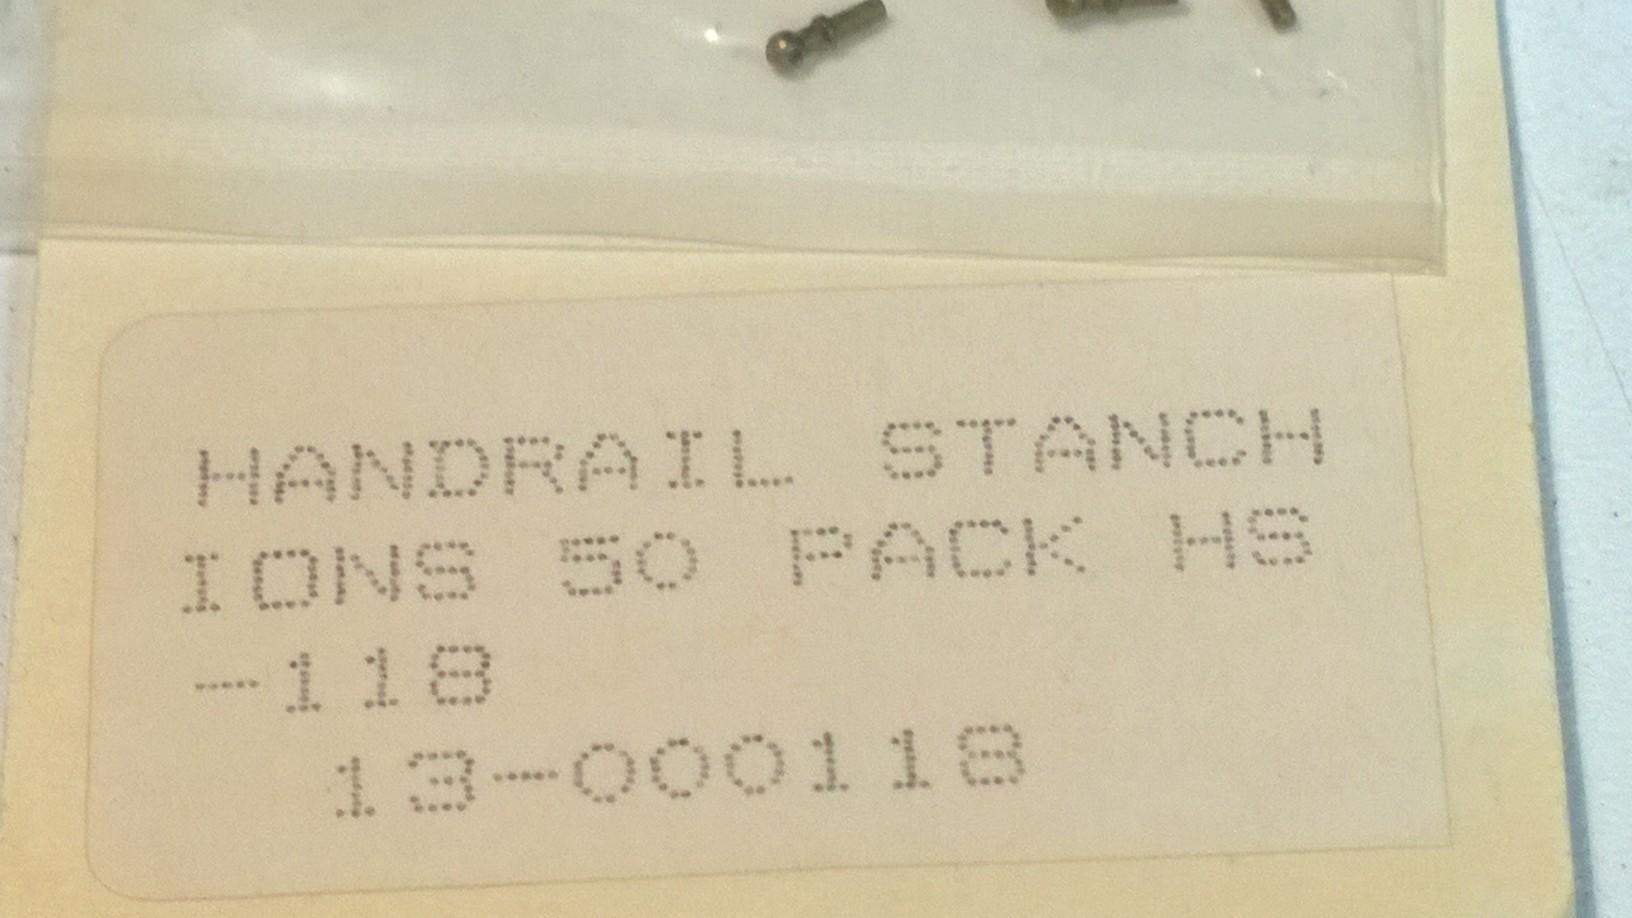 HANDRAIL STANCH
IONS 50 PACK HS
-118
13-000118